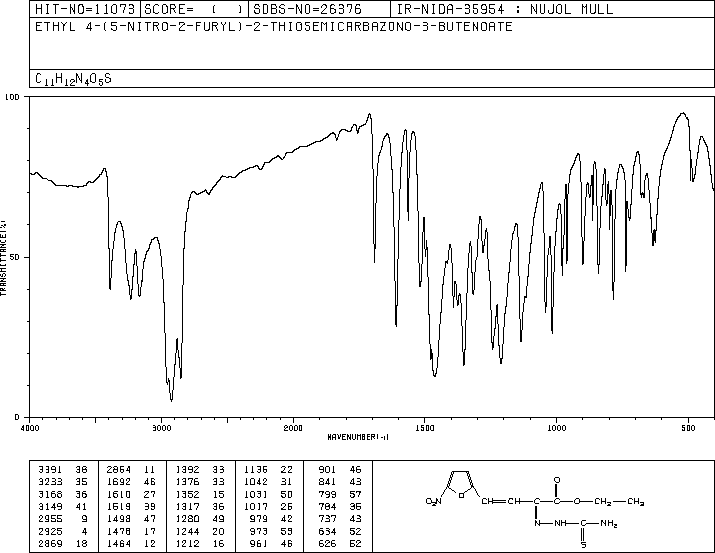 HIT-NO=11073 SCORE= ( ) SDBS-NO=26376 IR-NIDA-35954 : NUJOL MULL
ETHYL 4-(5-NITRO-2-FURYL)-2-THIOSEMICARBAZONO-3-BUTENOATE
C11H12N4O5S
100
50
0
TRANSMITTANCE(%)
4000 3000 2000 1500 1000 500
WAVENUMBER(-1)
3391 38 2854 11 1392 33 1136 22 901 46
3233 35 1692 46 1376 33 1042 31 841 43
3168 36 1610 27 1352 15 1031 50 799 57
3149 41 1519 39 1317 36 1017 25 784 35
2955 9 1498 47 1280 49 979 42 737 43
2925 4 1478 17 1244 20 973 59 634 52
2869 18 1464 12 1212 16 961 46 626 52
O2N O CH=CH-C-C-O-CH2-CH3
O
N-NH-C-NH2
S